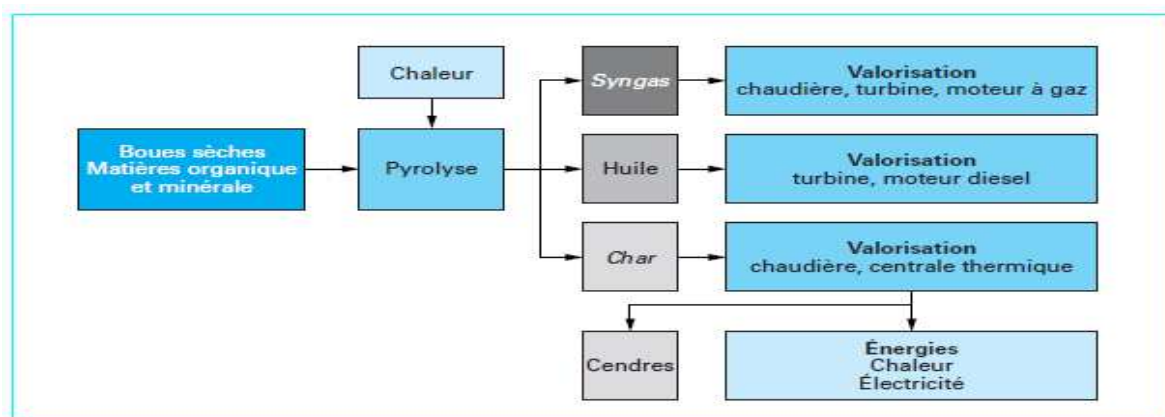 Chaleur
Syngas
Valorisation
chaudière, turbine, moteur à gaz
Boues sèches
Matières organique
et minérale
Pyrolyse
Huile
Valorisation
turbine, moteur diesel
Char
Valorisation
chaudière, centrale thermique
Cendres
Énergies
Chaleur
Électricité